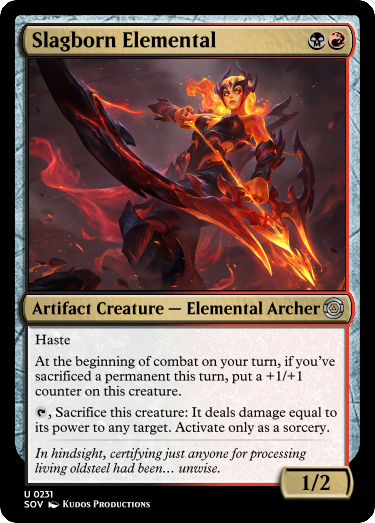 Slagborn Elemental
Artifact Creature — Elemental Archer
Haste
At the beginning of combat on your turn, if you’ve
sacrificed a permanent this turn, put a +1/+1
counter on this creature.
, Sacrifice this creature: It deals damage equal to
its power to any target. Activate only as a sorcery.
In hindsight, certifying just anyone for processing
living oldsteel had been… unwise.
1/2
U 0231
SOV Kudos Productions